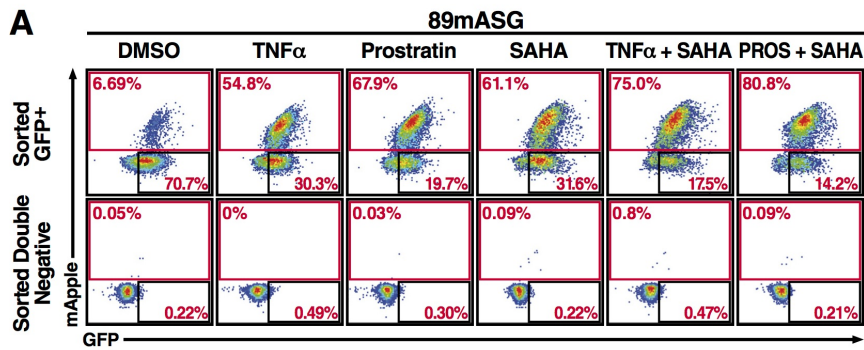 A
89mASG
DMSO TNFα Prostratin SAHA TNFα + SAHA PROS + SAHA
Sorted GFP+
6.69% 54.8% 67.9% 61.1% 75.0% 80.8%
70.7% 30.3% 19.7% 31.6% 17.5% 14.2%
Sorted Double Negative
0.05% 0% 0.03% 0.09% 0.8% 0.09%
0.22% 0.49% 0.30% 0.22% 0.47% 0.21%
mApple
GFP